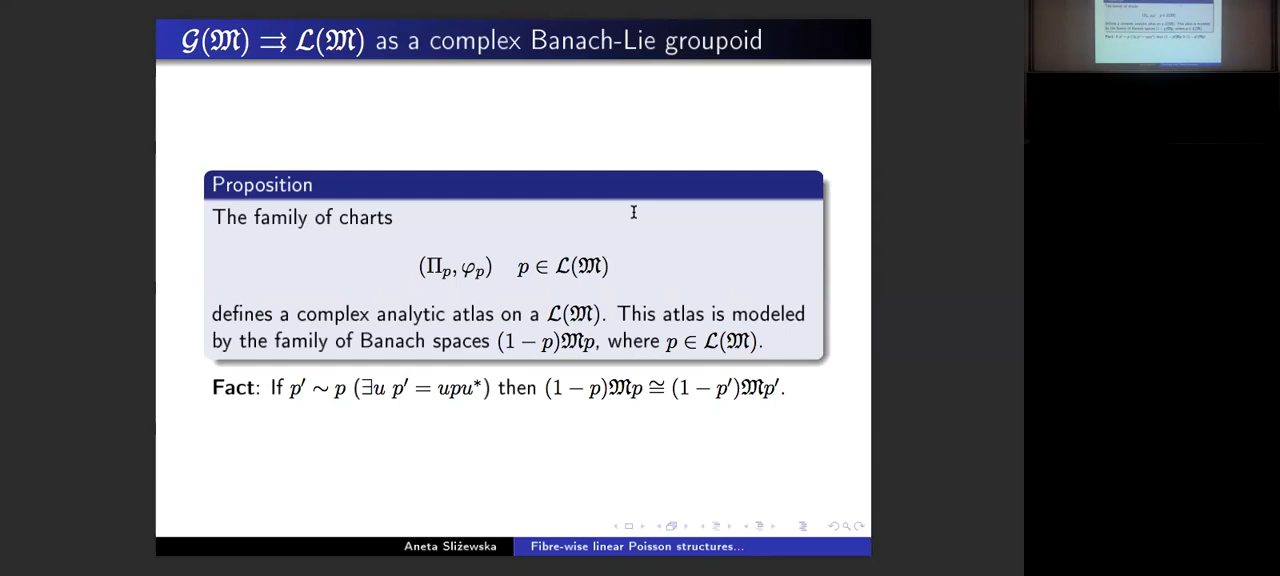 𝒢(𝔐) ⇉ ℒ(𝔐) as a complex Banach-Lie groupoid
Proposition
The family of charts
(Π_p, φ_p) p ∈ ℒ(𝔐)
defines a complex analytic atlas on a ℒ(𝔐). This atlas is modeled
by the family of Banach spaces (1 − p)𝔐p, where p ∈ ℒ(𝔐).
Fact: If p′ ∼ p (∃u p′ = upu*) then (1 − p)𝔐p ≅ (1 − p′)𝔐p′.
Aneta Sliżewska
Fibre-wise linear Poisson structures...